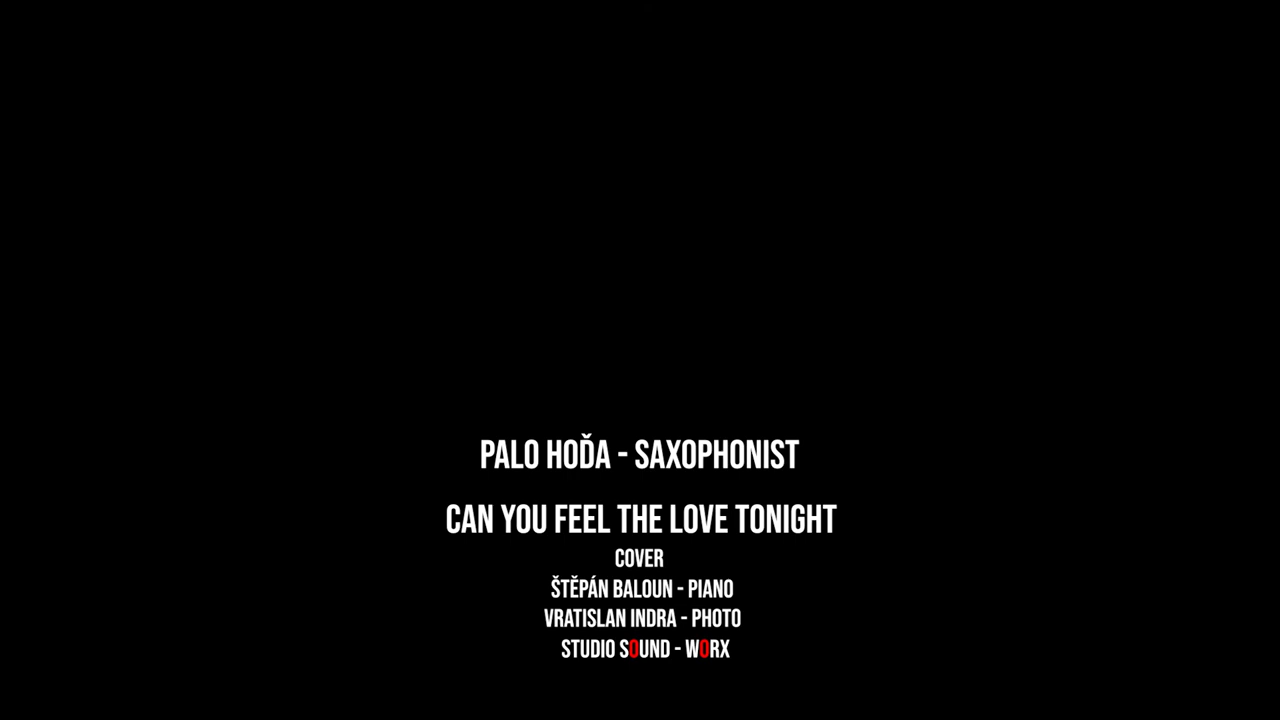 PALO HOĎA - SAXOPHONIST
CAN YOU FEEL THE LOVE TONIGHT
COVER
ŠTĚPÁN BALOUN - PIANO
VRATISLAN INDRA - PHOTO
STUDIO SOUND - WORX